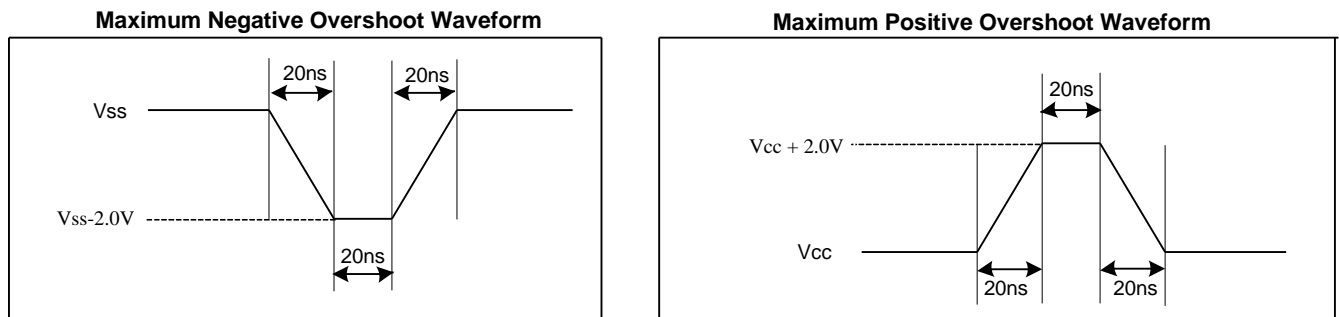 Maximum Negative Overshoot Waveform
20ns
20ns
Vss
Vss-2.0V
20ns
Maximum Positive Overshoot Waveform
20ns
Vcc + 2.0V
Vcc
20ns
20ns